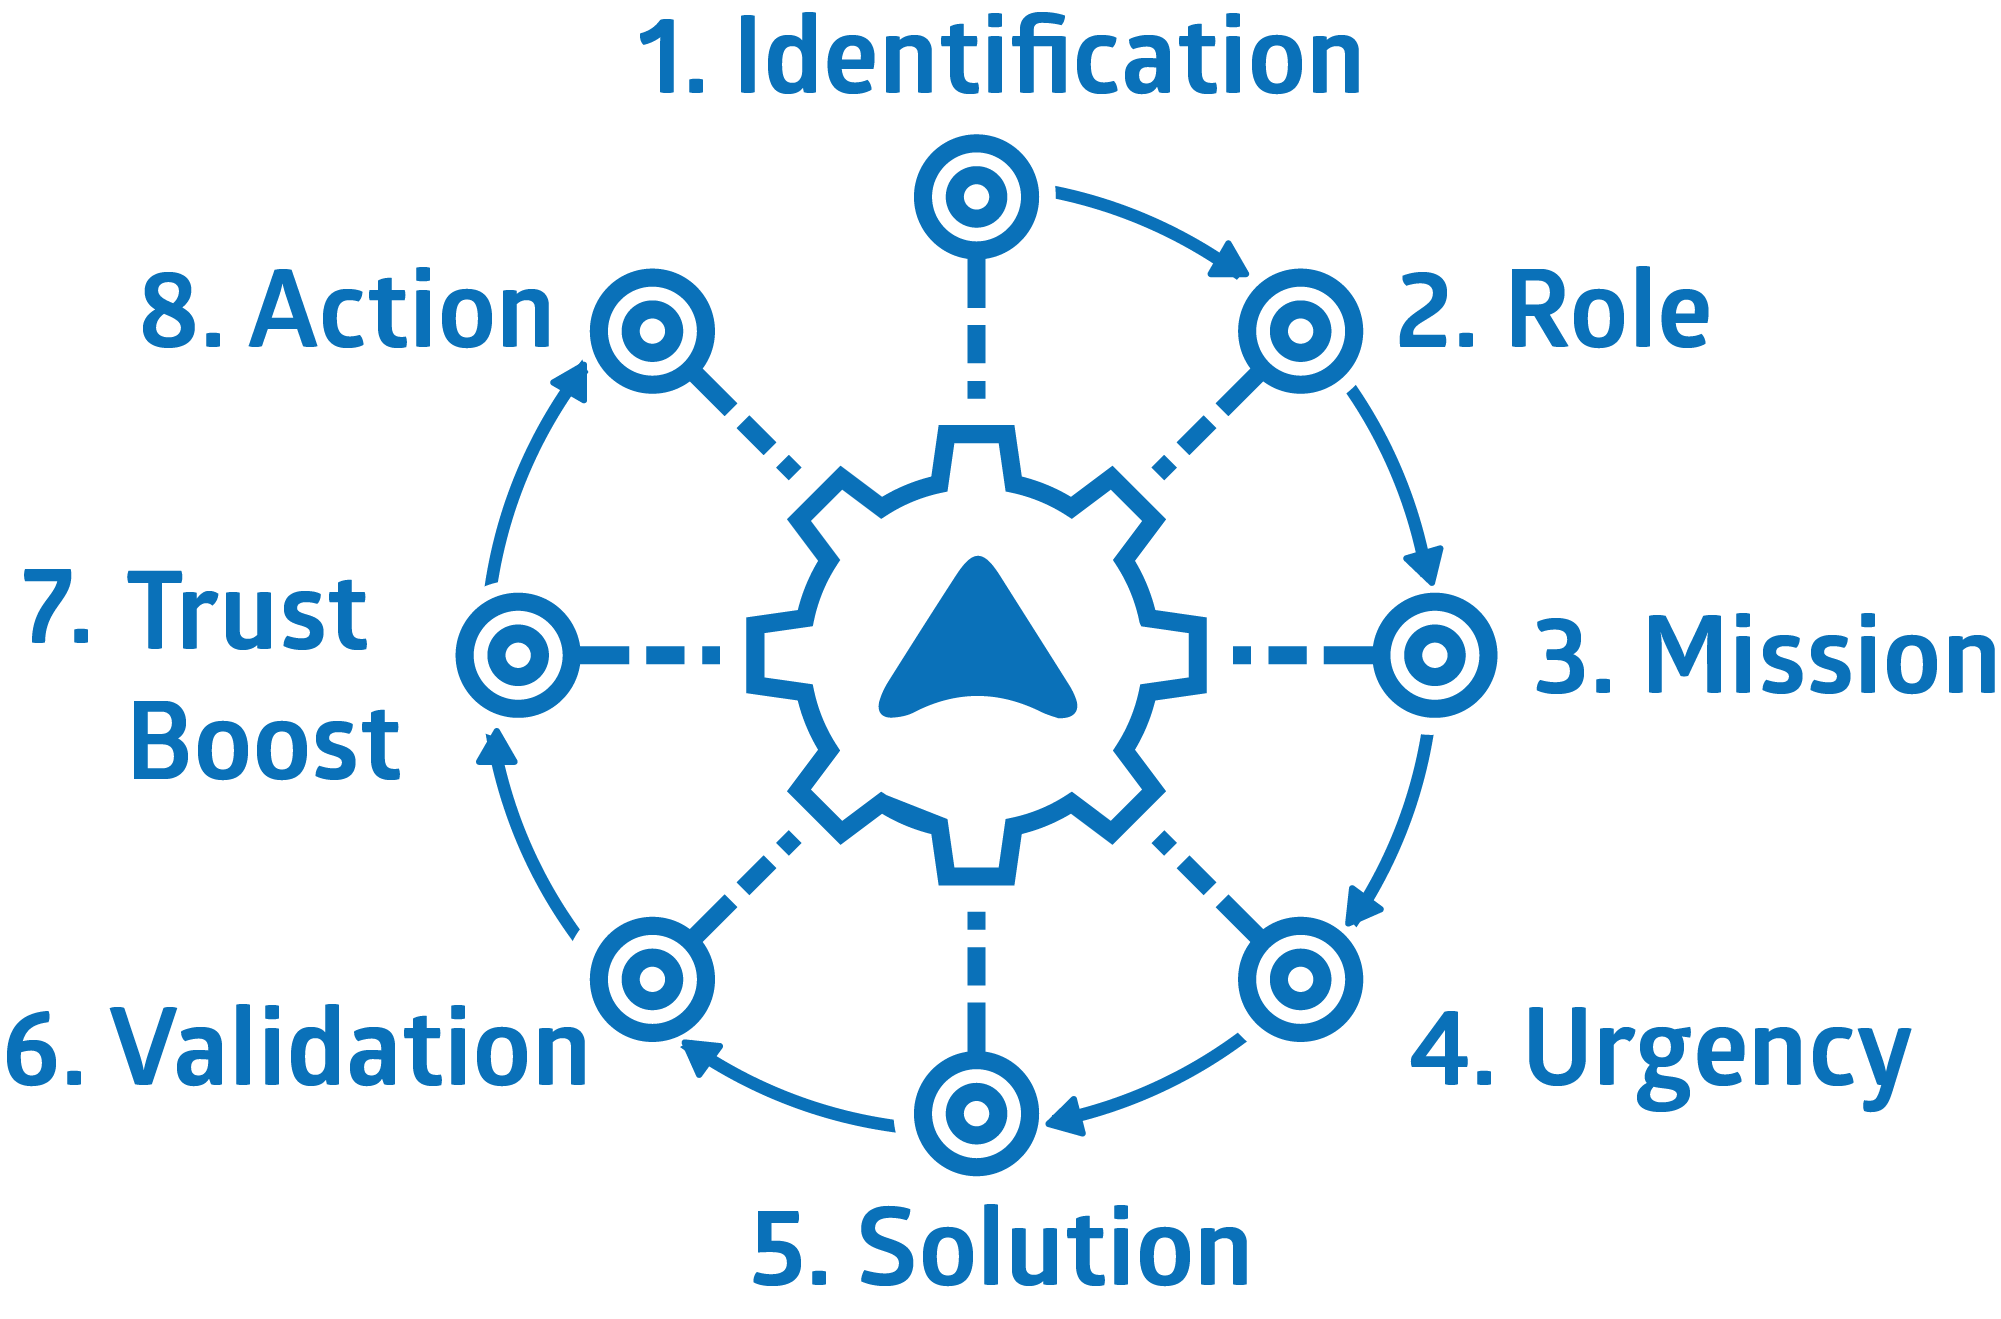 1. Identification
2. Role
3. Mission
4. Urgency
5. Solution
6. Validation
7. Trust
Boost
8. Action